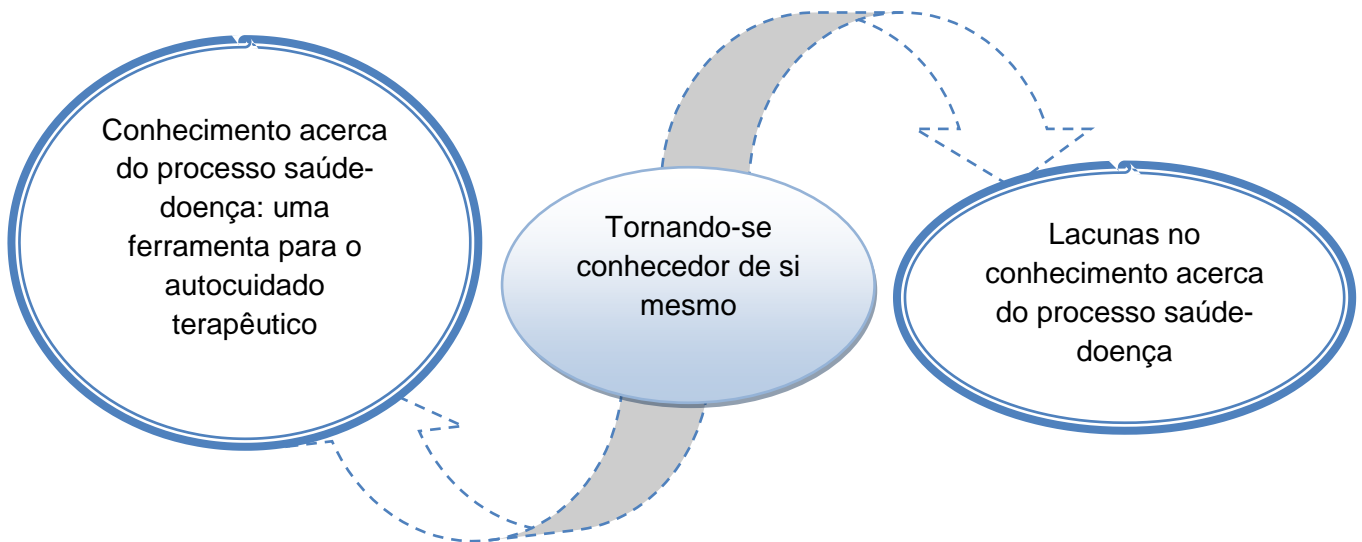 Conhecimento acerca
do processo saúde-
doença: uma
ferramenta para o
autocuidado
terapêutico
Tornando-se
conhecedor de si
mesmo
Lacunas no
conhecimento acerca
do processo saúde-
doença